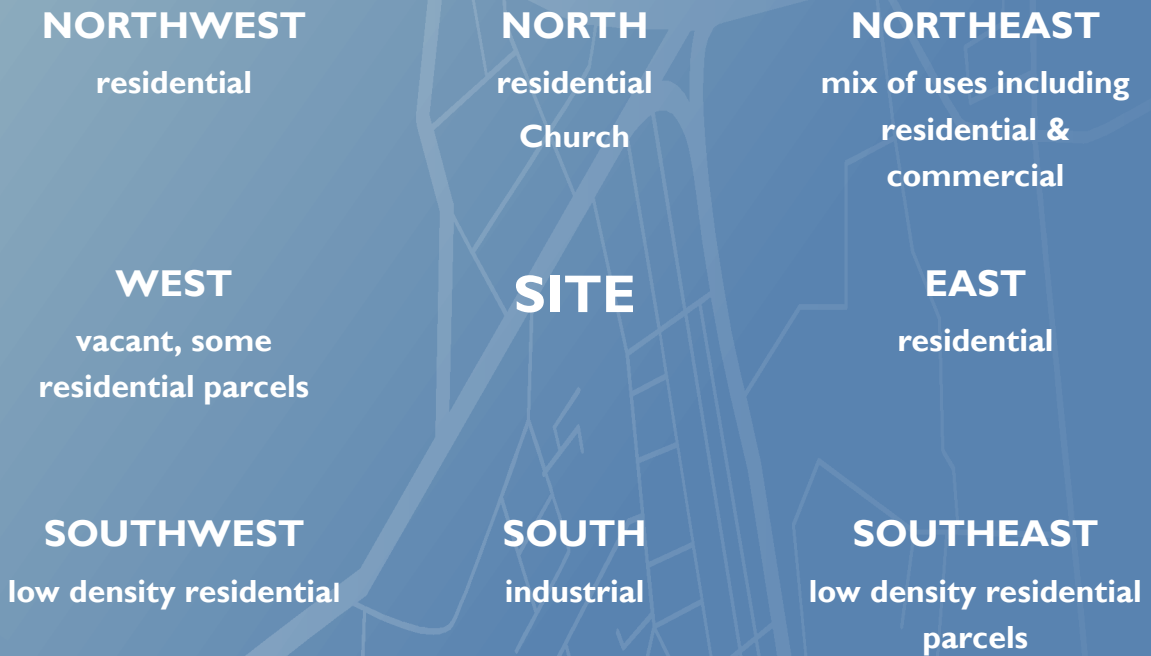 NORTHWEST
residential
NORTH
residential
Church
NORTHEAST
mix of uses including
residential &
commercial
WEST
vacant, some
residential parcels
SITE
EAST
residential
SOUTHWEST
low density residential
SOUTH
industrial
SOUTHEAST
low density residential
parcels